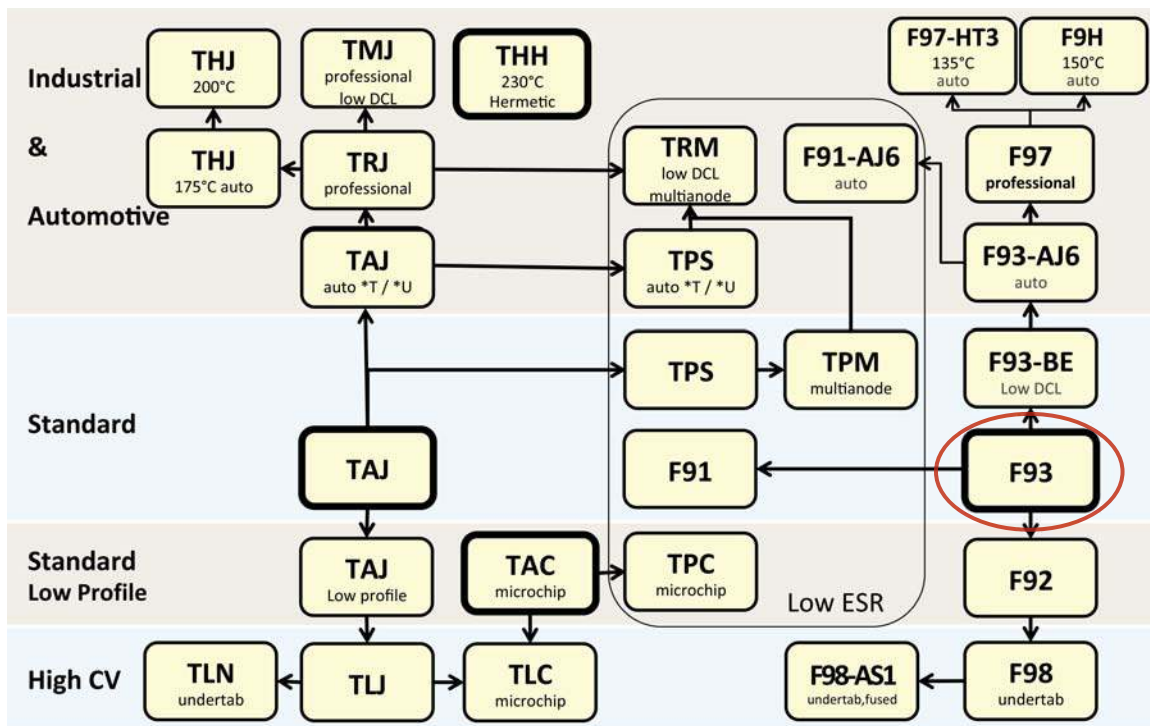 Industrial
&
Automotive
THJ
200°C
TMJ
professional
low DCL
THH
230°C
Hermetic
F97-HT3
135°C
auto
F9H
150°C
auto
THJ
175°C auto
TRJ
professional
TRM
low DCL
multianode
F91-AJ6
auto
F97
professional
TAJ
auto *T / *U
TPS
auto *T / *U
F93-AJ6
auto
Standard
TPS
TPM
multianode
F93-BE
Low DCL
TAJ
F91
F93
Standard
Low Profile
TAJ
Low profile
TAC
microchip
TPC
microchip
Low ESR
F92
High CV
TLN
undertab
TLJ
TLC
microchip
F98-AS1
undertab,fused
F98
undertab